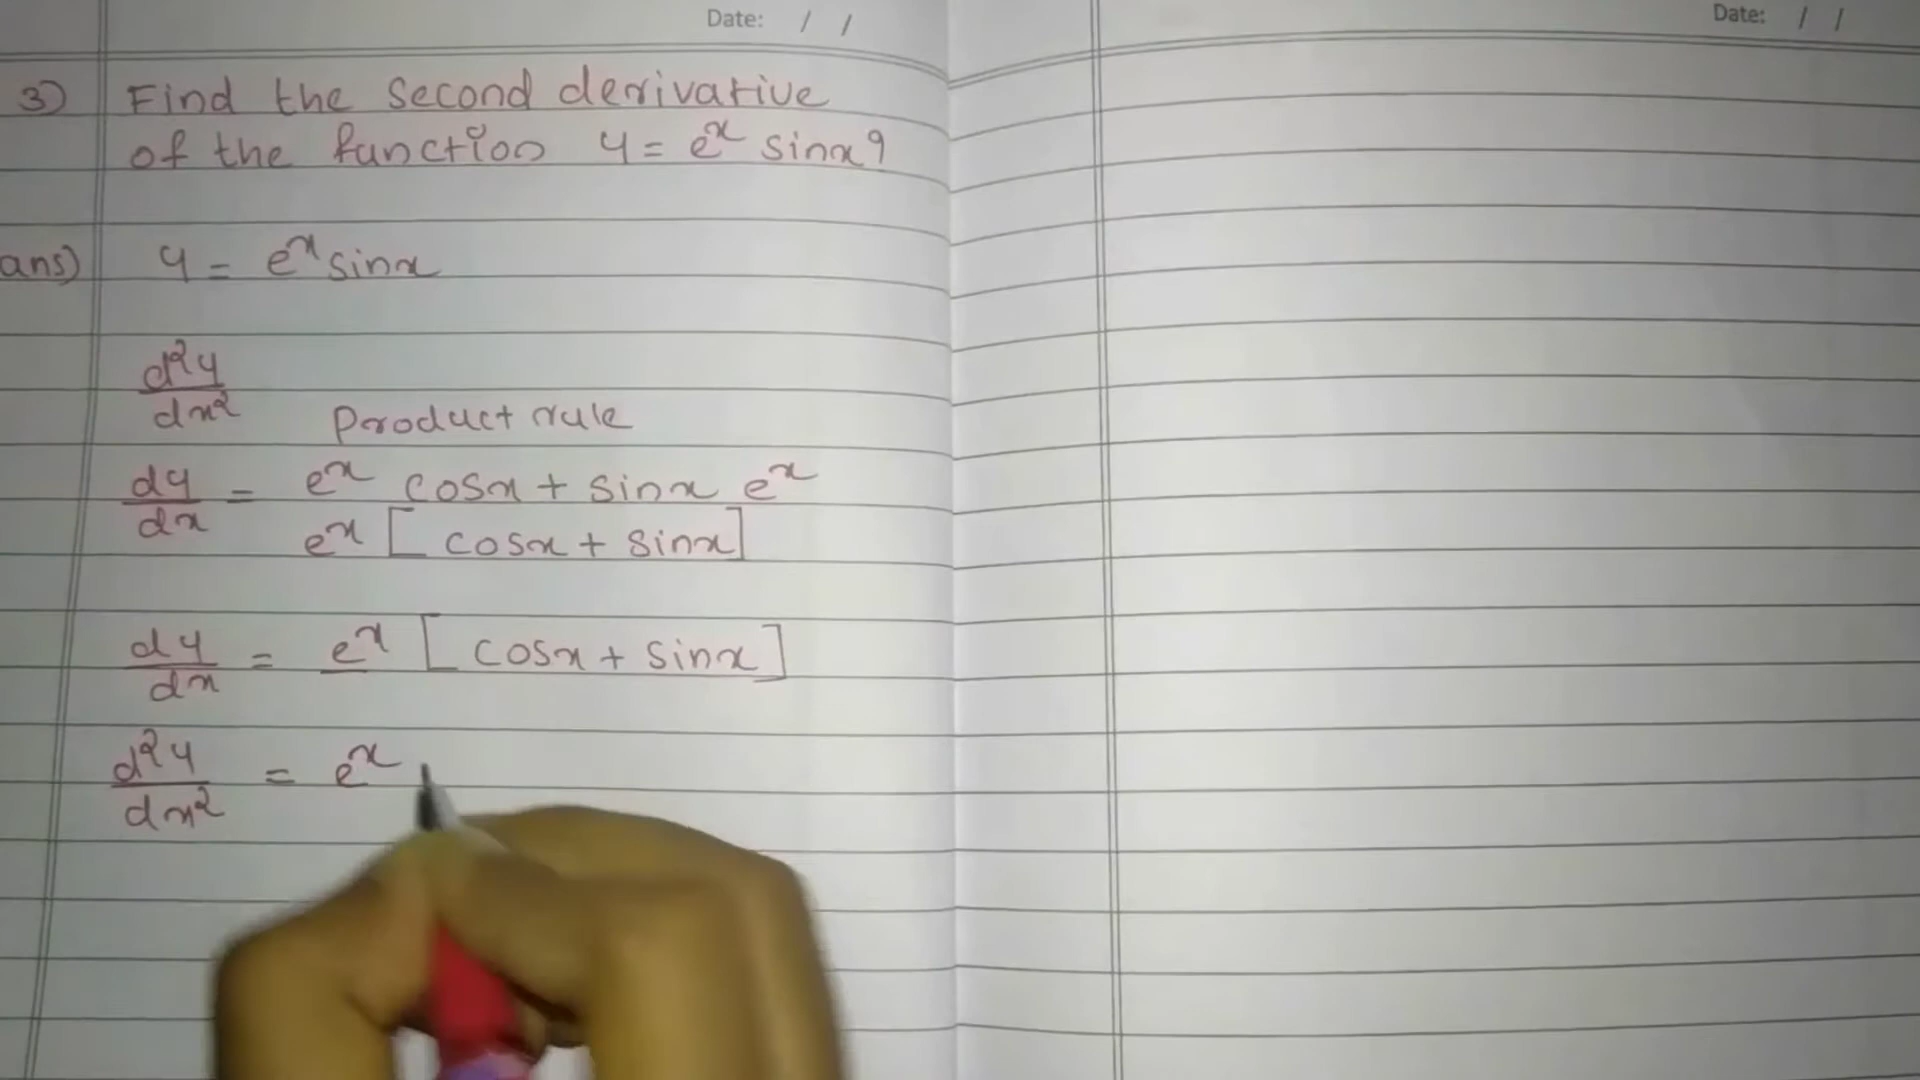 Date: / /
Date: / /
3) Find the second derivative
of the function y = e^x sinx?
ans) y = e^x sinx
d²y/dx²
Product rule
dy/dx = e^x cosx + sinx e^x
e^x [cosx + sinx]
dy/dx = e^x [cosx + sinx]
d²y/dx² = e^x